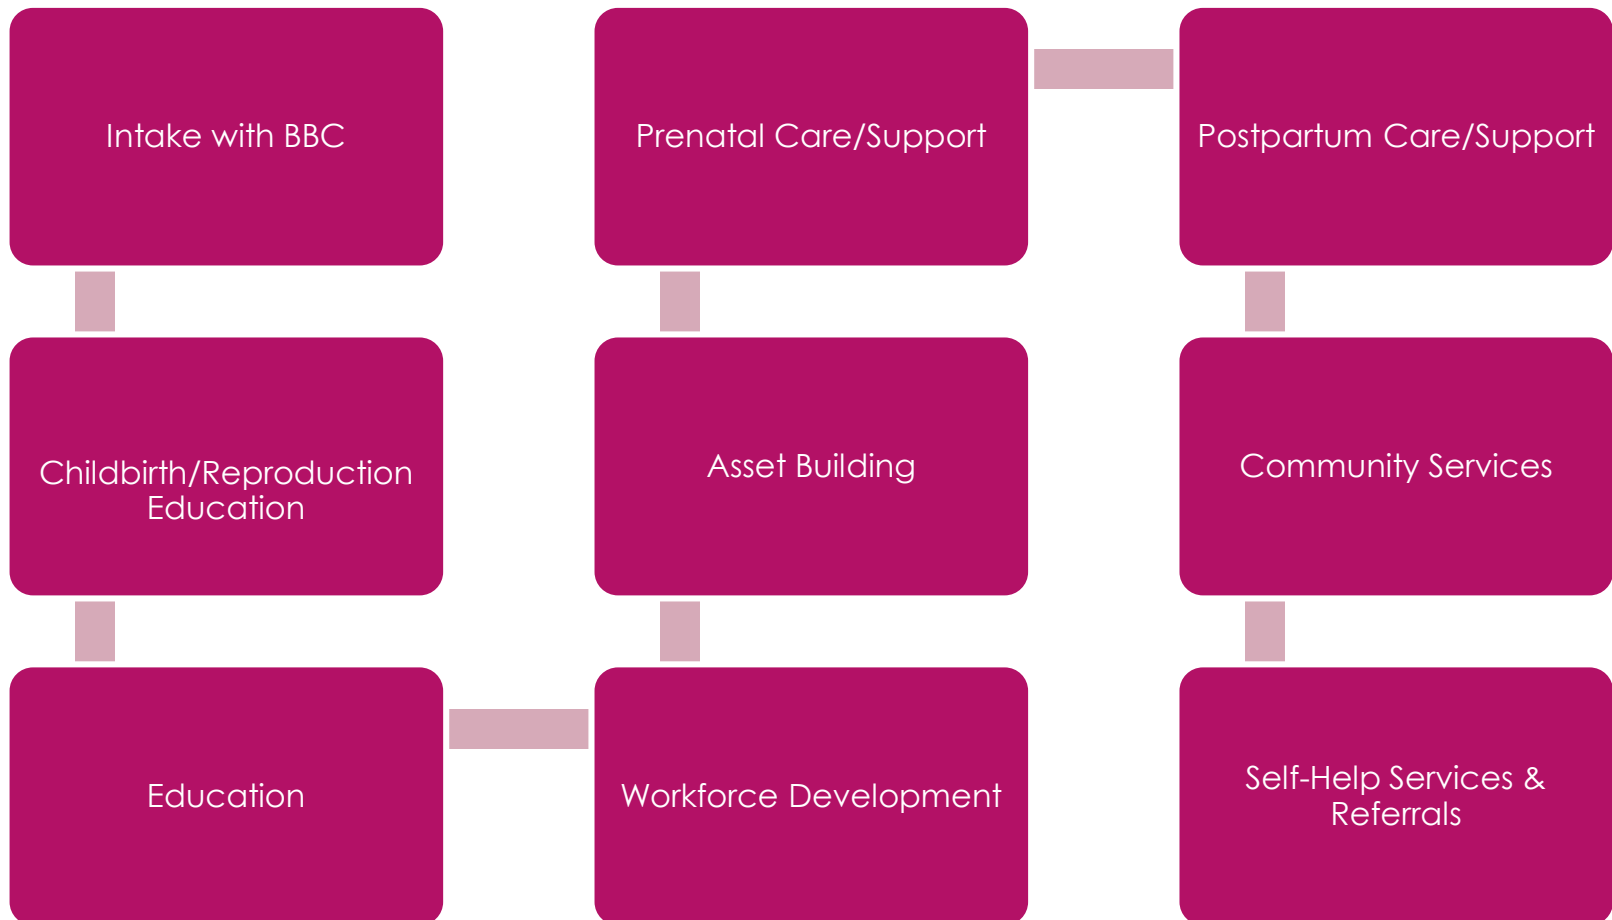 Intake with BBC
Childbirth/Reproduction
Education
Education
Workforce Development
Asset Building
Prenatal Care/Support
Postpartum Care/Support
Community Services
Self-Help Services &
Referrals